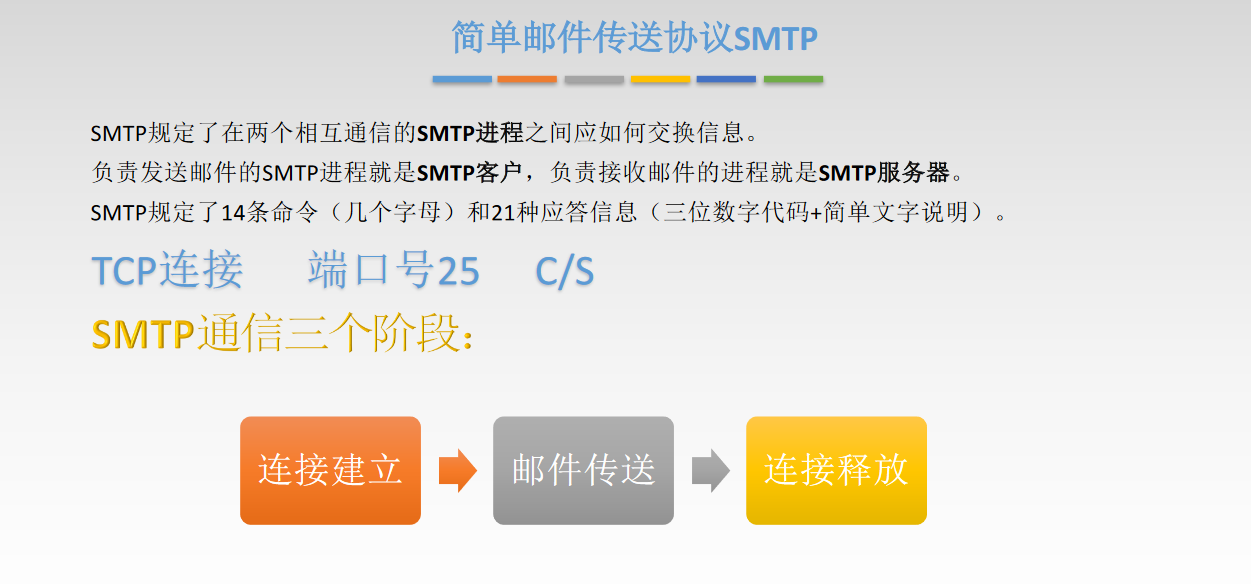 简单邮件传送协议SMTP
SMTP规定了在两个相互通信的SMTP进程之间应如何交换信息。
负责发送邮件的SMTP进程就是SMTP客户，负责接收邮件的进程就是SMTP服务器。
SMTP规定了14条命令（几个字母）和21种应答信息（三位数字代码+简单文字说明）。
TCP连接 端口号25 C/S
SMTP通信三个阶段：
连接建立 邮件传送 连接释放